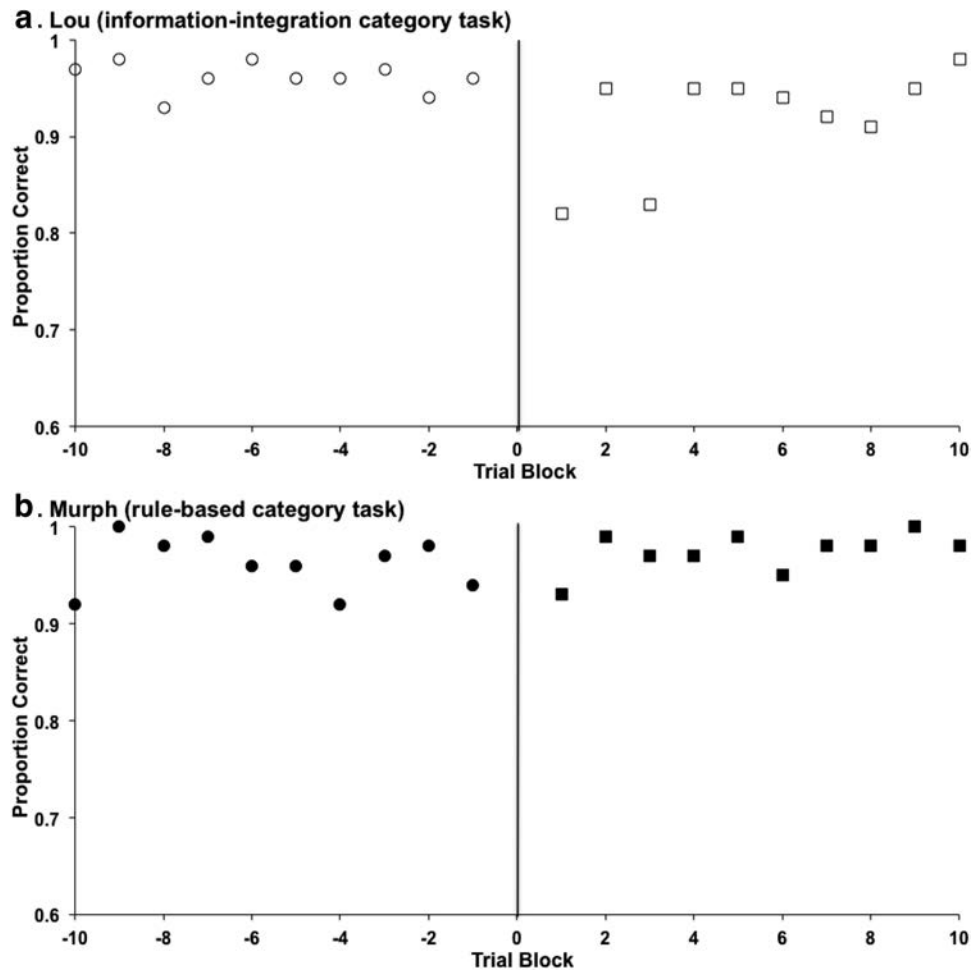 a. Lou (information-integration category task)
1
0.9
0.8
0.7
0.6
Proportion Correct
-10 -8 -6 -4 -2 0 2 4 6 8 10
Trial Block
b. Murph (rule-based category task)
1
0.9
0.8
0.7
0.6
Proportion Correct
-10 -8 -6 -4 -2 0 2 4 6 8 10
Trial Block